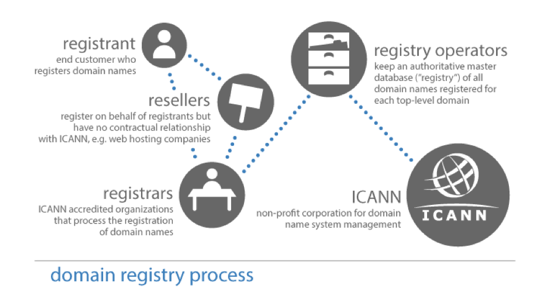 registrant
end customer who
registers domain names
resellers
register on behalf of registrants but
have no contractual relationship
with ICANN, e.g. web hosting companies
registrars
ICANN accredited organizations
that process the registration
of domain names
registry operators
keep an authoritative master
database ("registry") of all
domain names registered for
each top-level domain
ICANN
non-profit corporation for domain
name system management
ICANN
domain registry process